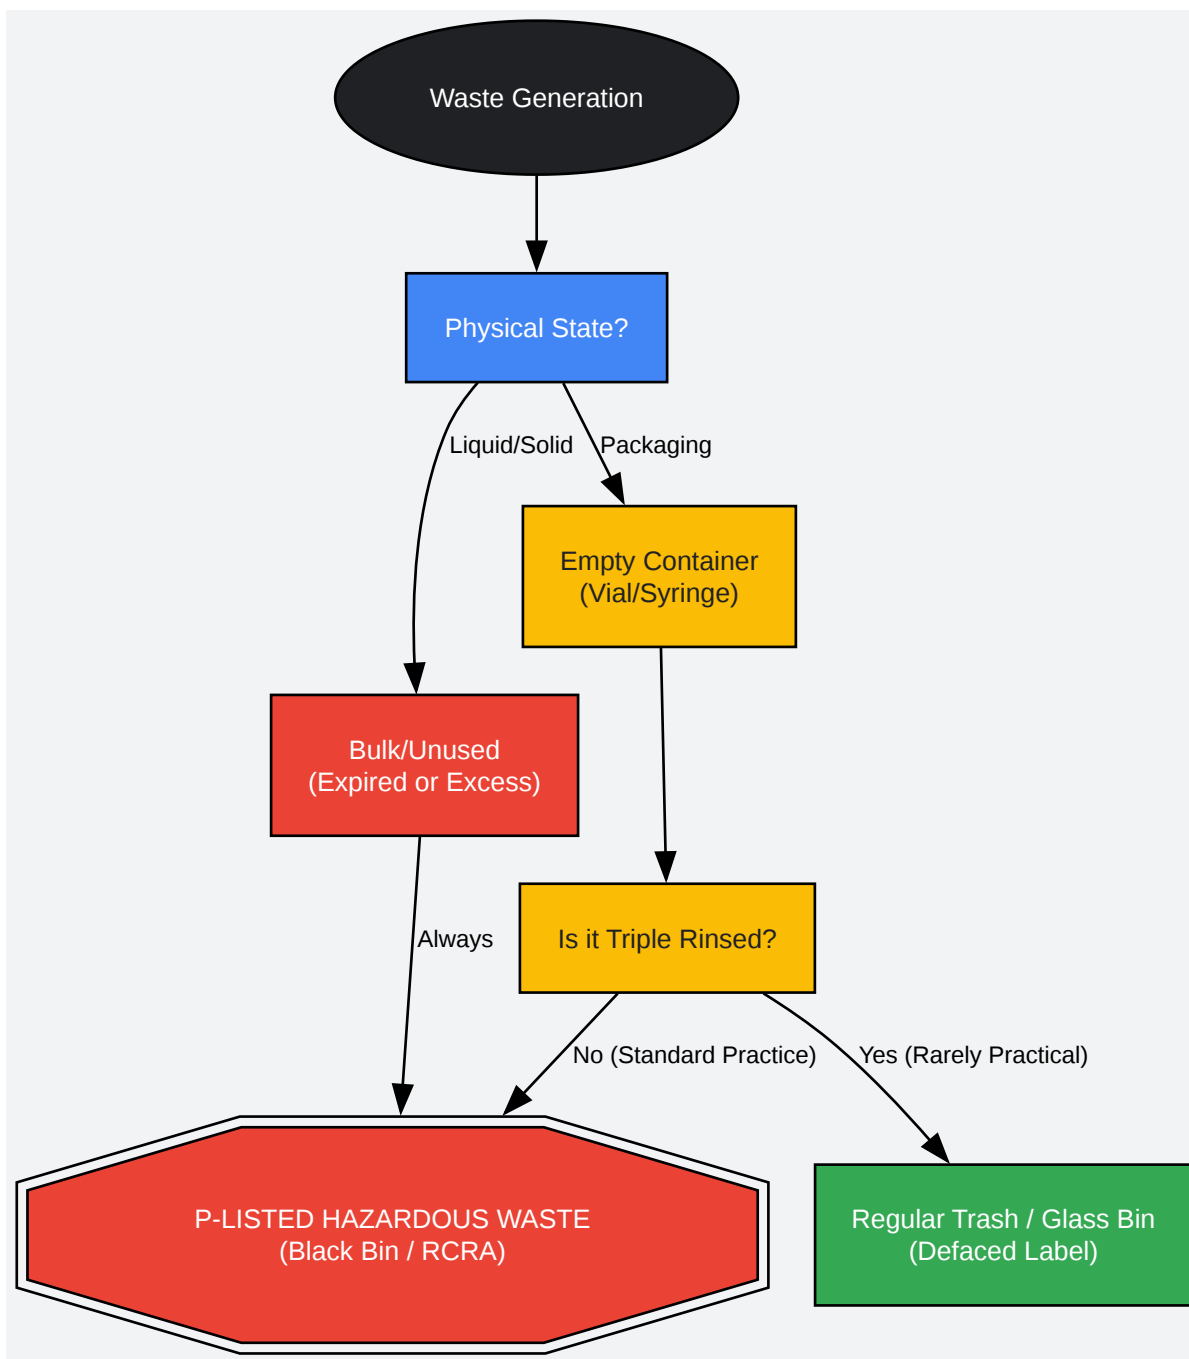 Waste Generation
Physical State?
Liquid/Solid
Packaging
Empty Container
(Vial/Syringe)
Bulk/Unused
(Expired or Excess)
Is it Triple Rinsed?
Always
No (Standard Practice)
Yes (Rarely Practical)
P-LISTED HAZARDOUS WASTE
(Black Bin / RCRA)
Regular Trash / Glass Bin
(Defaced Label)